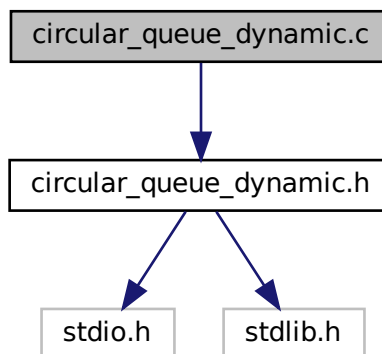 circular_queue_dynamic.c
circular_queue_dynamic.h
stdio.h
stdlib.h